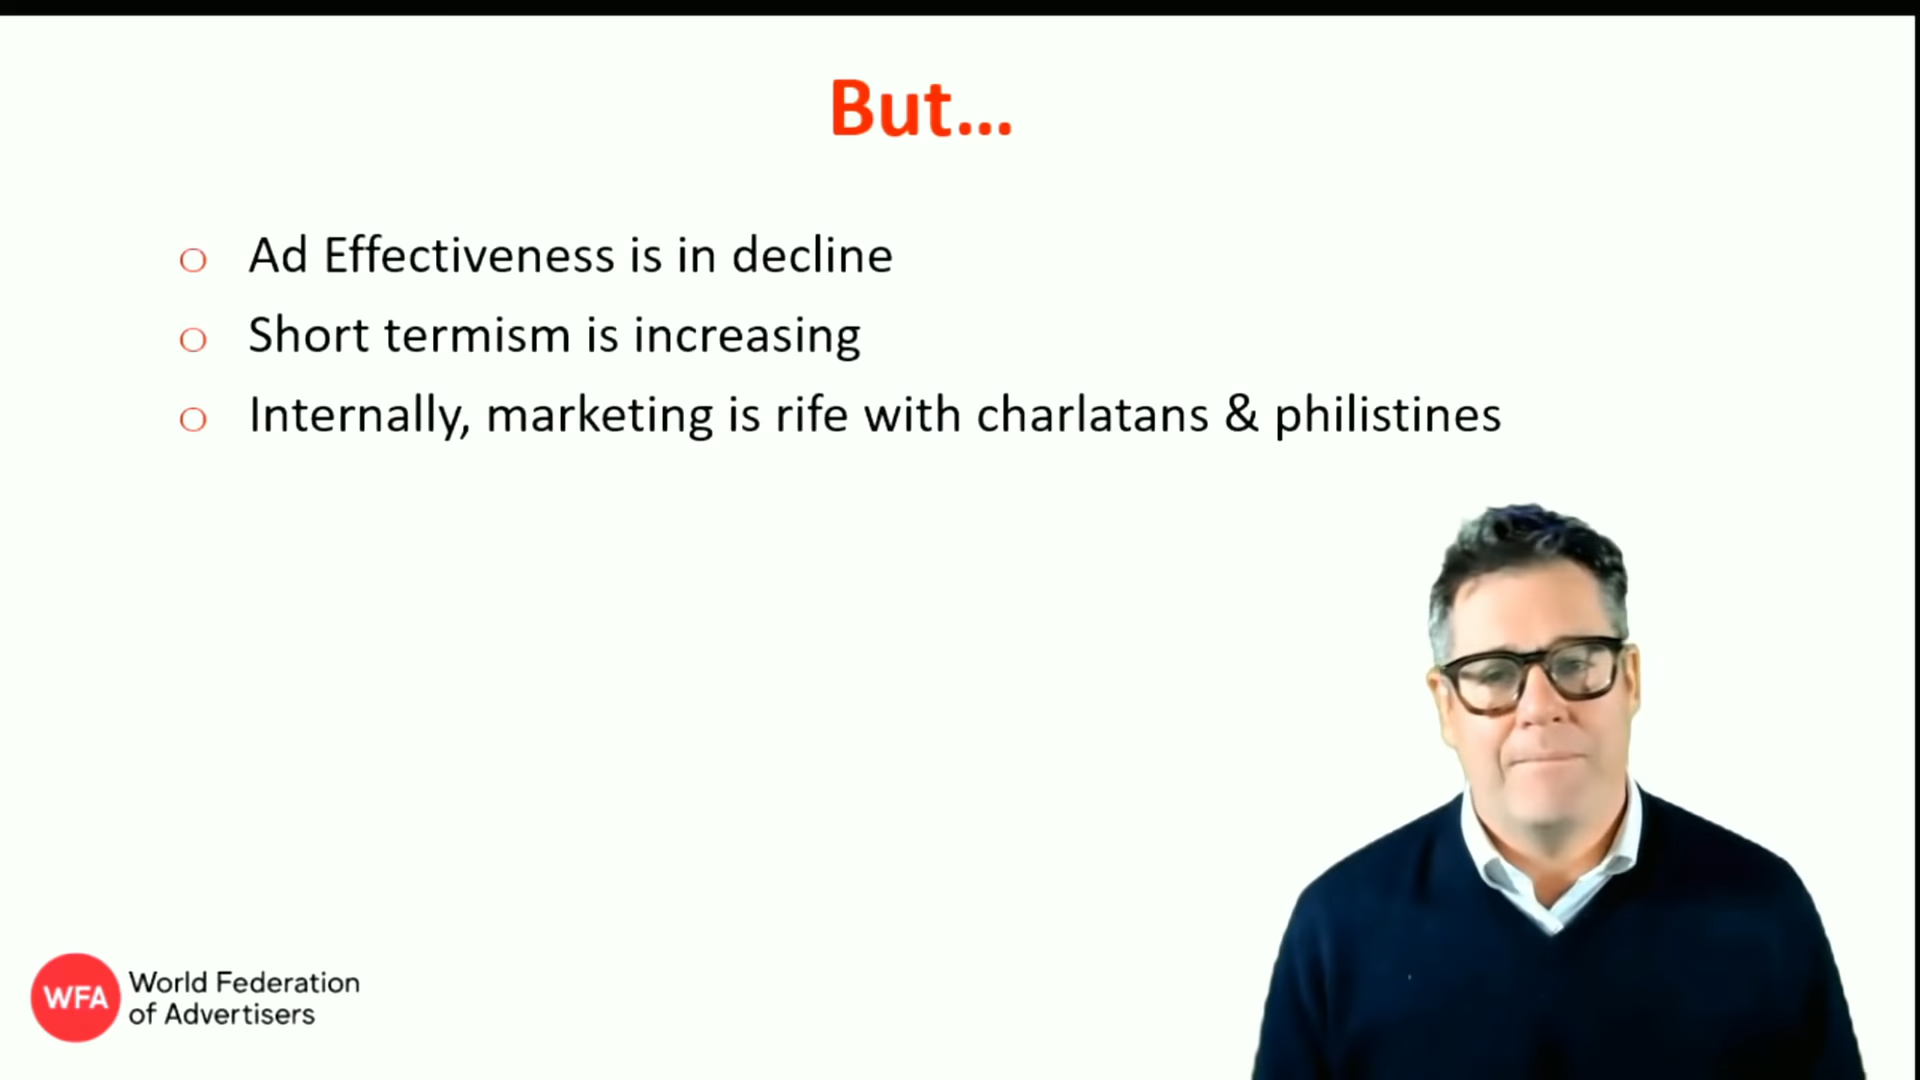 But...
Ad Effectiveness is in decline
Short termism is increasing
Internally, marketing is rife with charlatans & philistines
WFA
World Federation
of Advertisers